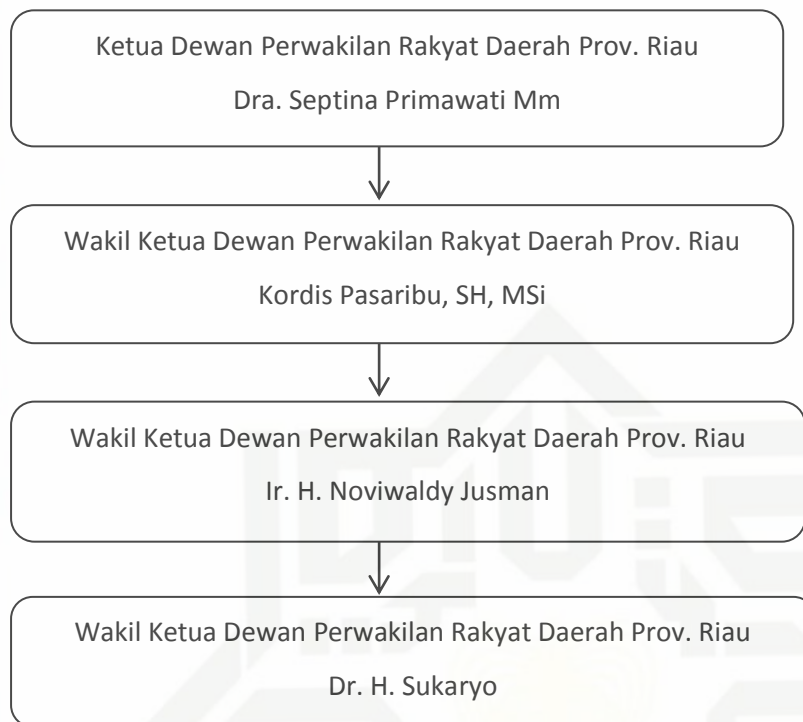 Ketua Dewan Perwakilan Rakyat Daerah Prov. Riau
Dra. Septina Primawati Mm
Wakil Ketua Dewan Perwakilan Rakyat Daerah Prov. Riau
Kordis Pasaribu, SH, MSi
Wakil Ketua Dewan Perwakilan Rakyat Daerah Prov. Riau
Ir. H. Noviwaldy Jusman
Wakil Ketua Dewan Perwakilan Rakyat Daerah Prov. Riau
Dr. H. Sukaryo